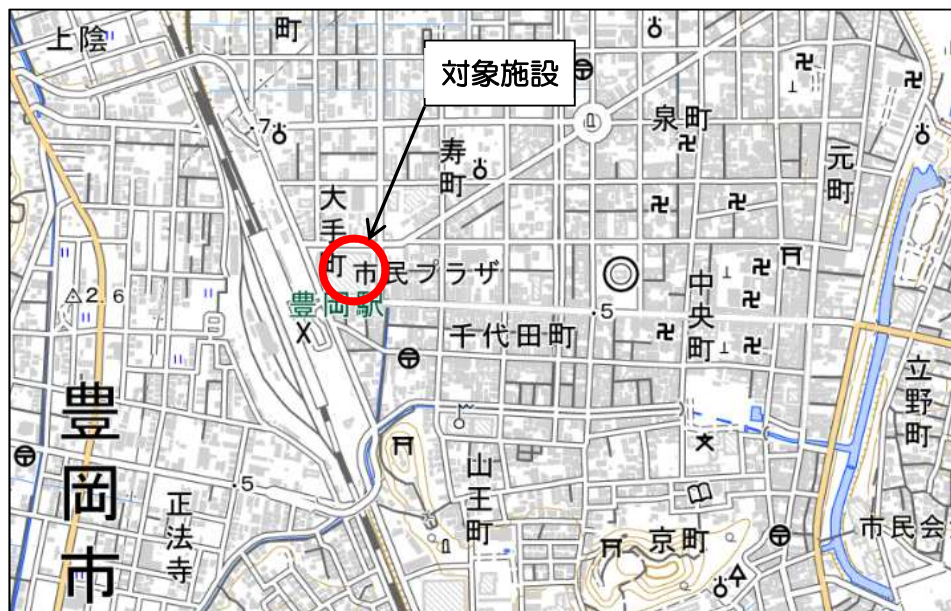 上陰
町
対象施設
泉町
寿町
元町
.7
大手町
市民プラザ
2.6
豊岡駅
.5
中央町
千代田町
立野町
豊岡市
.5
山王町
正法寺
京町
市民会